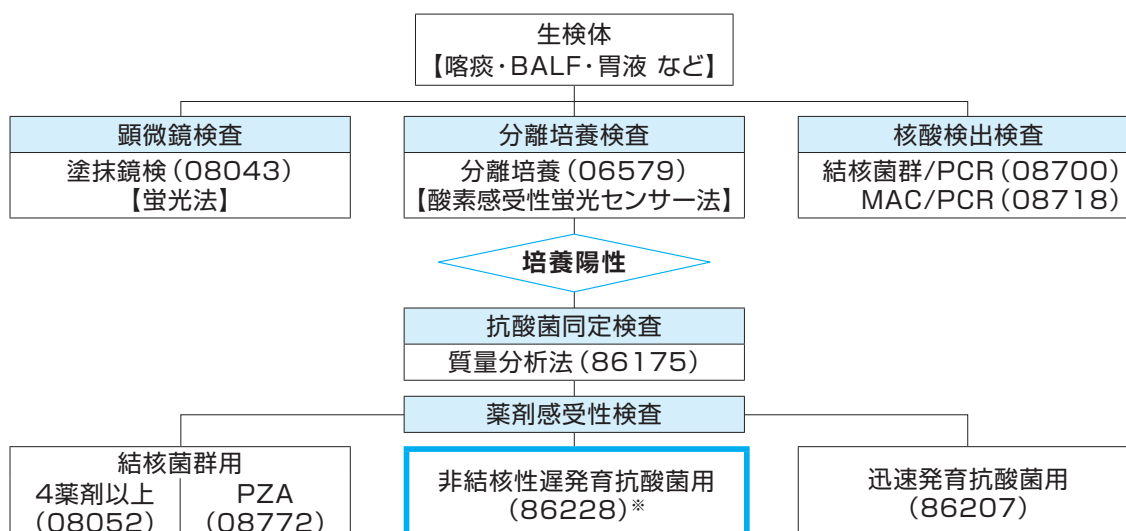 生検体
【喀痰・BALF・胃液 など】
顕微鏡検査
塗抹鏡検（08043）
【蛍光法】
分離培養検査
分離培養（06579）
【酸素感受性蛍光センサー法】
核酸検出検査
結核菌群/PCR（08700）
MAC/PCR（08718）
培養陽性
抗酸菌同定検査
質量分析法（86175）
薬剤感受性検査
結核菌群用
4薬剤以上
（08052）
PZA
（08772）
非結核性遅発育抗酸菌用
（86228）※
迅速発育抗酸菌用
（86207）